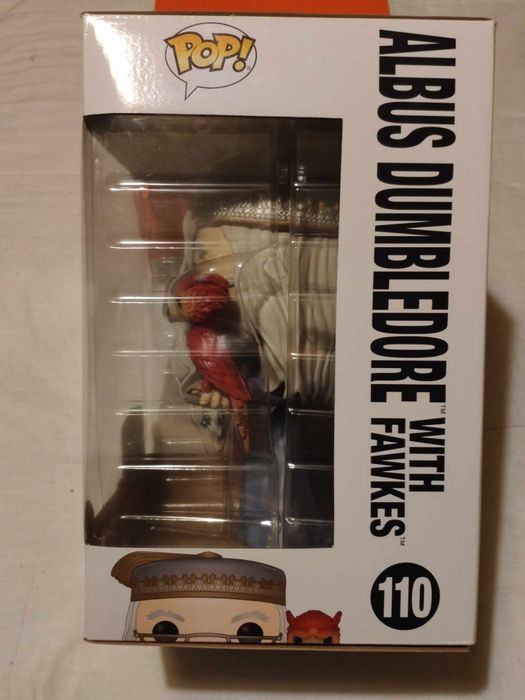 POP!
ALBUS DUMBLEDORE™ WITH
FAWKES™
110